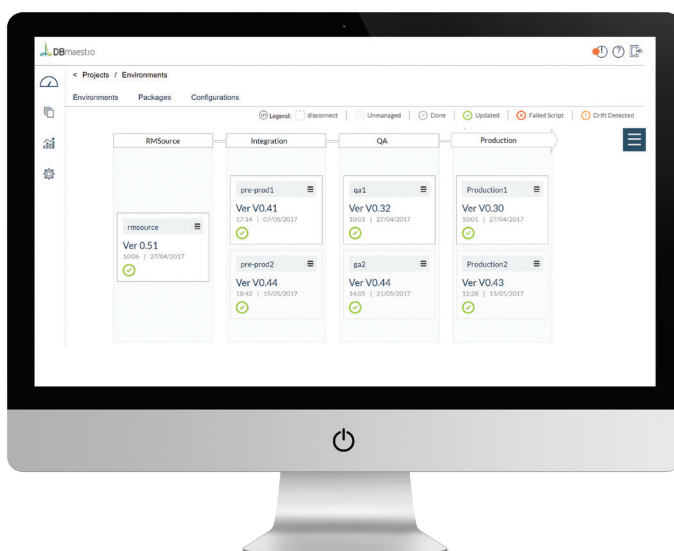 DBmaestro
< Projects / Environments
Environments Packages Configurations
Legend: disconnect Unmanaged Done Updated Failed Script Drift Detected
RMSource Integration QA Production
pre-prod1
Ver V0.41
17:14 | 07/05/2017
qa1
Ver V0.32
10:01 | 27/04/2017
Production1
Ver V0.30
10:01 | 27/04/2017
rmsource
Ver 0.51
10:06 | 27/04/2017
pre-prod2
Ver V0.44
18:42 | 15/05/2017
ga2
Ver V0.44
14:05 | 21/05/2017
Production2
Ver V0.43
12:28 | 15/05/2017